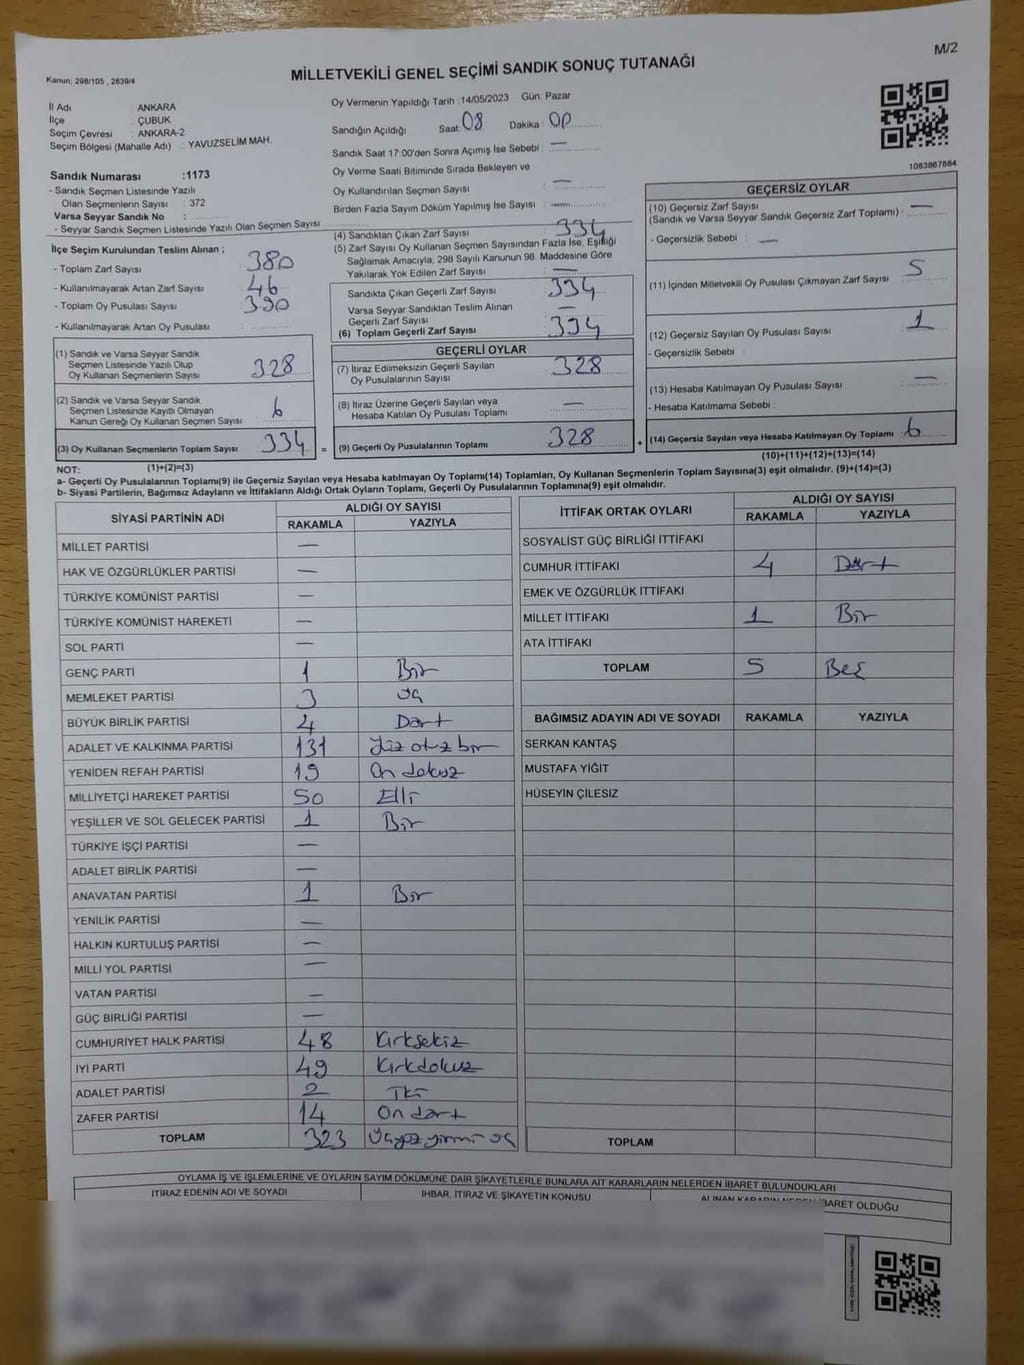 M/2
Kanun; 298/105 , 2839/4
MİLLETVEKİLİ GENEL SEÇİMİ SANDIK SONUÇ TUTANAĞI
İl Adı : ANKARA
İlçe : ÇUBUK
Seçim Çevresi : ANKARA-2
Seçim Bölgesi (Mahalle Adı) : YAVUZSELİM MAH.
Sandık Numarası :1173
- Sandık Seçmen Listesinde Yazılı
Olan Seçmenlerin Sayısı : 372
Varsa Seyyar Sandık No :
- Seyyar Sandık Seçmen Listesinde Yazılı Olan Seçmen Sayısı :
Oy Vermenin Yapıldığı Tarih :14/05/2023 Gün: Pazar
Sandığın Açıldığı Saat: 08 Dakika :
Sandık Saat 17:00'den Sonra Açımış İse Sebebi : —
Oy Verme Saati Bitiminde Sırada Bekleyen ve
Oy Kullandırılan Seçmen Sayısı : —
Birden Fazla Sayım Döküm Yapılmış İse Sayısı : —
1083867884
İlçe Seçim Kurulundan Teslim Alınan ;
- Toplam Zarf Sayısı : 380
- Kullanılmayarak Artan Zarf Sayısı : 46
- Toplam Oy Pusulası Sayısı : 390
- Kullanılmayarak Artan Oy Pusulası :
(1) Sandık ve Varsa Seyyar Sandık
Seçmen Listesinde Yazılı Olup
Oy Kullanan Seçmenlerin Sayısı 328
(2) Sandık ve Varsa Seyyar Sandık
Seçmen Listesinde Kayıtlı Olmayan
Kanun Gereği Oy Kullanan Seçmen Sayısı 6
(3) Oy Kullanan Seçmenlerin Toplam Sayısı 334 =
(1)+(2)=(3)
(4) Sandıktan Çıkan Zarf Sayısı : 334
(5) Zarf Sayısı Oy Kullanan Seçmen Sayısından Fazla İse, Eşitliği
Sağlamak Amacıyla; 298 Sayılı Kanunun 98. Maddesine Göre
Yakılarak Yok Edilen Zarf Sayısı : —
Sandıkta Çıkan Geçerli Zarf Sayısı : 334
Varsa Seyyar Sandıktan Teslim Alınan
Geçerli Zarf Sayısı : —
(6) Toplam Geçerli Zarf Sayısı : 334
GEÇERLİ OYLAR
(7) İtiraz Edilmeksizin Geçerli Sayılan
Oy Pusulalarının Sayısı : 328
(8) İtiraz Üzerine Geçerli Sayılan veya
Hesaba Katılan Oy Pusulası Toplamı : —
(9) Geçerli Oy Pusulalarının Toplamı : 328 +
GEÇERSİZ OYLAR
(10) Geçersiz Zarf Sayısı
(Sandık ve Varsa Seyyar Sandık Geçersiz Zarf Toplamı) : —
- Geçersizlik Sebebi : —
(11) İçinden Milletvekili Oy Pusulası Çıkmayan Zarf Sayısı : 5
(12) Geçersiz Sayılan Oy Pusulası Sayısı : 1
- Geçersizlik Sebebi :
(13) Hesaba Katılmayan Oy Pusulası Sayısı : —
- Hesaba Katılmama Sebebi :
(14) Geçersiz Sayılan veya Hesaba Katılmayan Oy Toplamı : 6
(10)+(11)+(12)+(13)=(14)
NOT:
a- Geçerli Oy Pusulalarının Toplamı(9) ile Geçersiz Sayılan veya Hesaba katılmayan Oy Toplamı(14) Toplamları, Oy Kullanan Seçmenlerin Toplam Sayısına(3) eşit olmalıdır. (9)+(14)=(3)
b- Siyasi Partilerin, Bağımsız Adayların ve İttifakların Aldığı Ortak Oyların Toplamı, Geçerli Oy Pusulalarının Toplamına(9) eşit olmalıdır.
SİYASİ PARTİNİN ADI ALDIĞI OY SAYISI
RAKAMLA YAZIYLA
MİLLET PARTİSİ —
HAK VE ÖZGÜRLÜKLER PARTİSİ —
TÜRKİYE KOMÜNİST PARTİSİ —
TÜRKİYE KOMÜNİST HAREKETİ —
SOL PARTİ —
GENÇ PARTİ 1 Bir
MEMLEKET PARTİSİ 3 üç
BÜYÜK BİRLİK PARTİSİ 4 Dört
ADALET VE KALKINMA PARTİSİ 131 Yüz otuz bir
YENİDEN REFAH PARTİSİ 19 On dokuz
MİLLİYETÇİ HAREKET PARTİSİ 50 Elli
YEŞİLLER VE SOL GELECEK PARTİSİ 1 Bir
TÜRKİYE İŞÇİ PARTİSİ —
ADALET BİRLİK PARTİSİ —
ANAVATAN PARTİSİ 1 Bir
YENİLİK PARTİSİ —
HALKIN KURTULUŞ PARTİSİ —
MİLLİ YOL PARTİSİ —
VATAN PARTİSİ —
GÜÇ BİRLİĞİ PARTİSİ —
CUMHURİYET HALK PARTİSİ 48 Kırksekiz
İYİ PARTİ 49 Kırkdokuz
ADALET PARTİSİ 2 İki
ZAFER PARTİSİ 14 On dört
TOPLAM 323 Üçyüz yirmi üç
İTTİFAK ORTAK OYLARI ALDIĞI OY SAYISI
RAKAMLA YAZIYLA
SOSYALİST GÜÇ BİRLİĞİ İTTİFAKI
CUMHUR İTTİFAKI 4 Dört
EMEK VE ÖZGÜRLÜK İTTİFAKI
MİLLET İTTİFAKI 1 Bir
ATA İTTİFAKI
TOPLAM 5 Beş
BAĞIMSIZ ADAYIN ADI VE SOYADI RAKAMLA YAZIYLA
SERKAN KANTAŞ
MUSTAFA YİĞİT
HÜSEYİN ÇİLESİZ
TOPLAM
OYLAMA İŞ VE İŞLEMLERİNE VE OYLARIN SAYIM DÖKÜMÜNE DAİR ŞİKAYETLERLE BUNLARA AİT KARARLARIN NELERDEN İBARET BULUNDUKLARI
İTİRAZ EDENİN ADI VE SOYADI İHBAR, İTİRAZ VE ŞİKAYETİN KONUSU ALINAN KARARIN NEDEN İBARET OLDUĞU